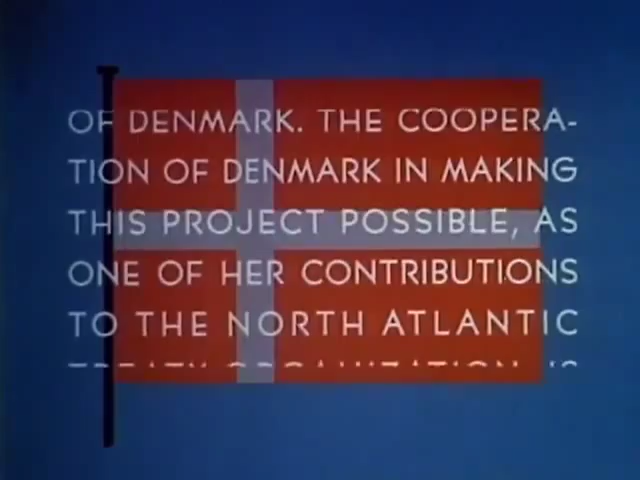 OF DENMARK. THE COOPERA-
TION OF DENMARK IN MAKING
THIS PROJECT POSSIBLE, AS
ONE OF HER CONTRIBUTIONS
TO THE NORTH ATLANTIC